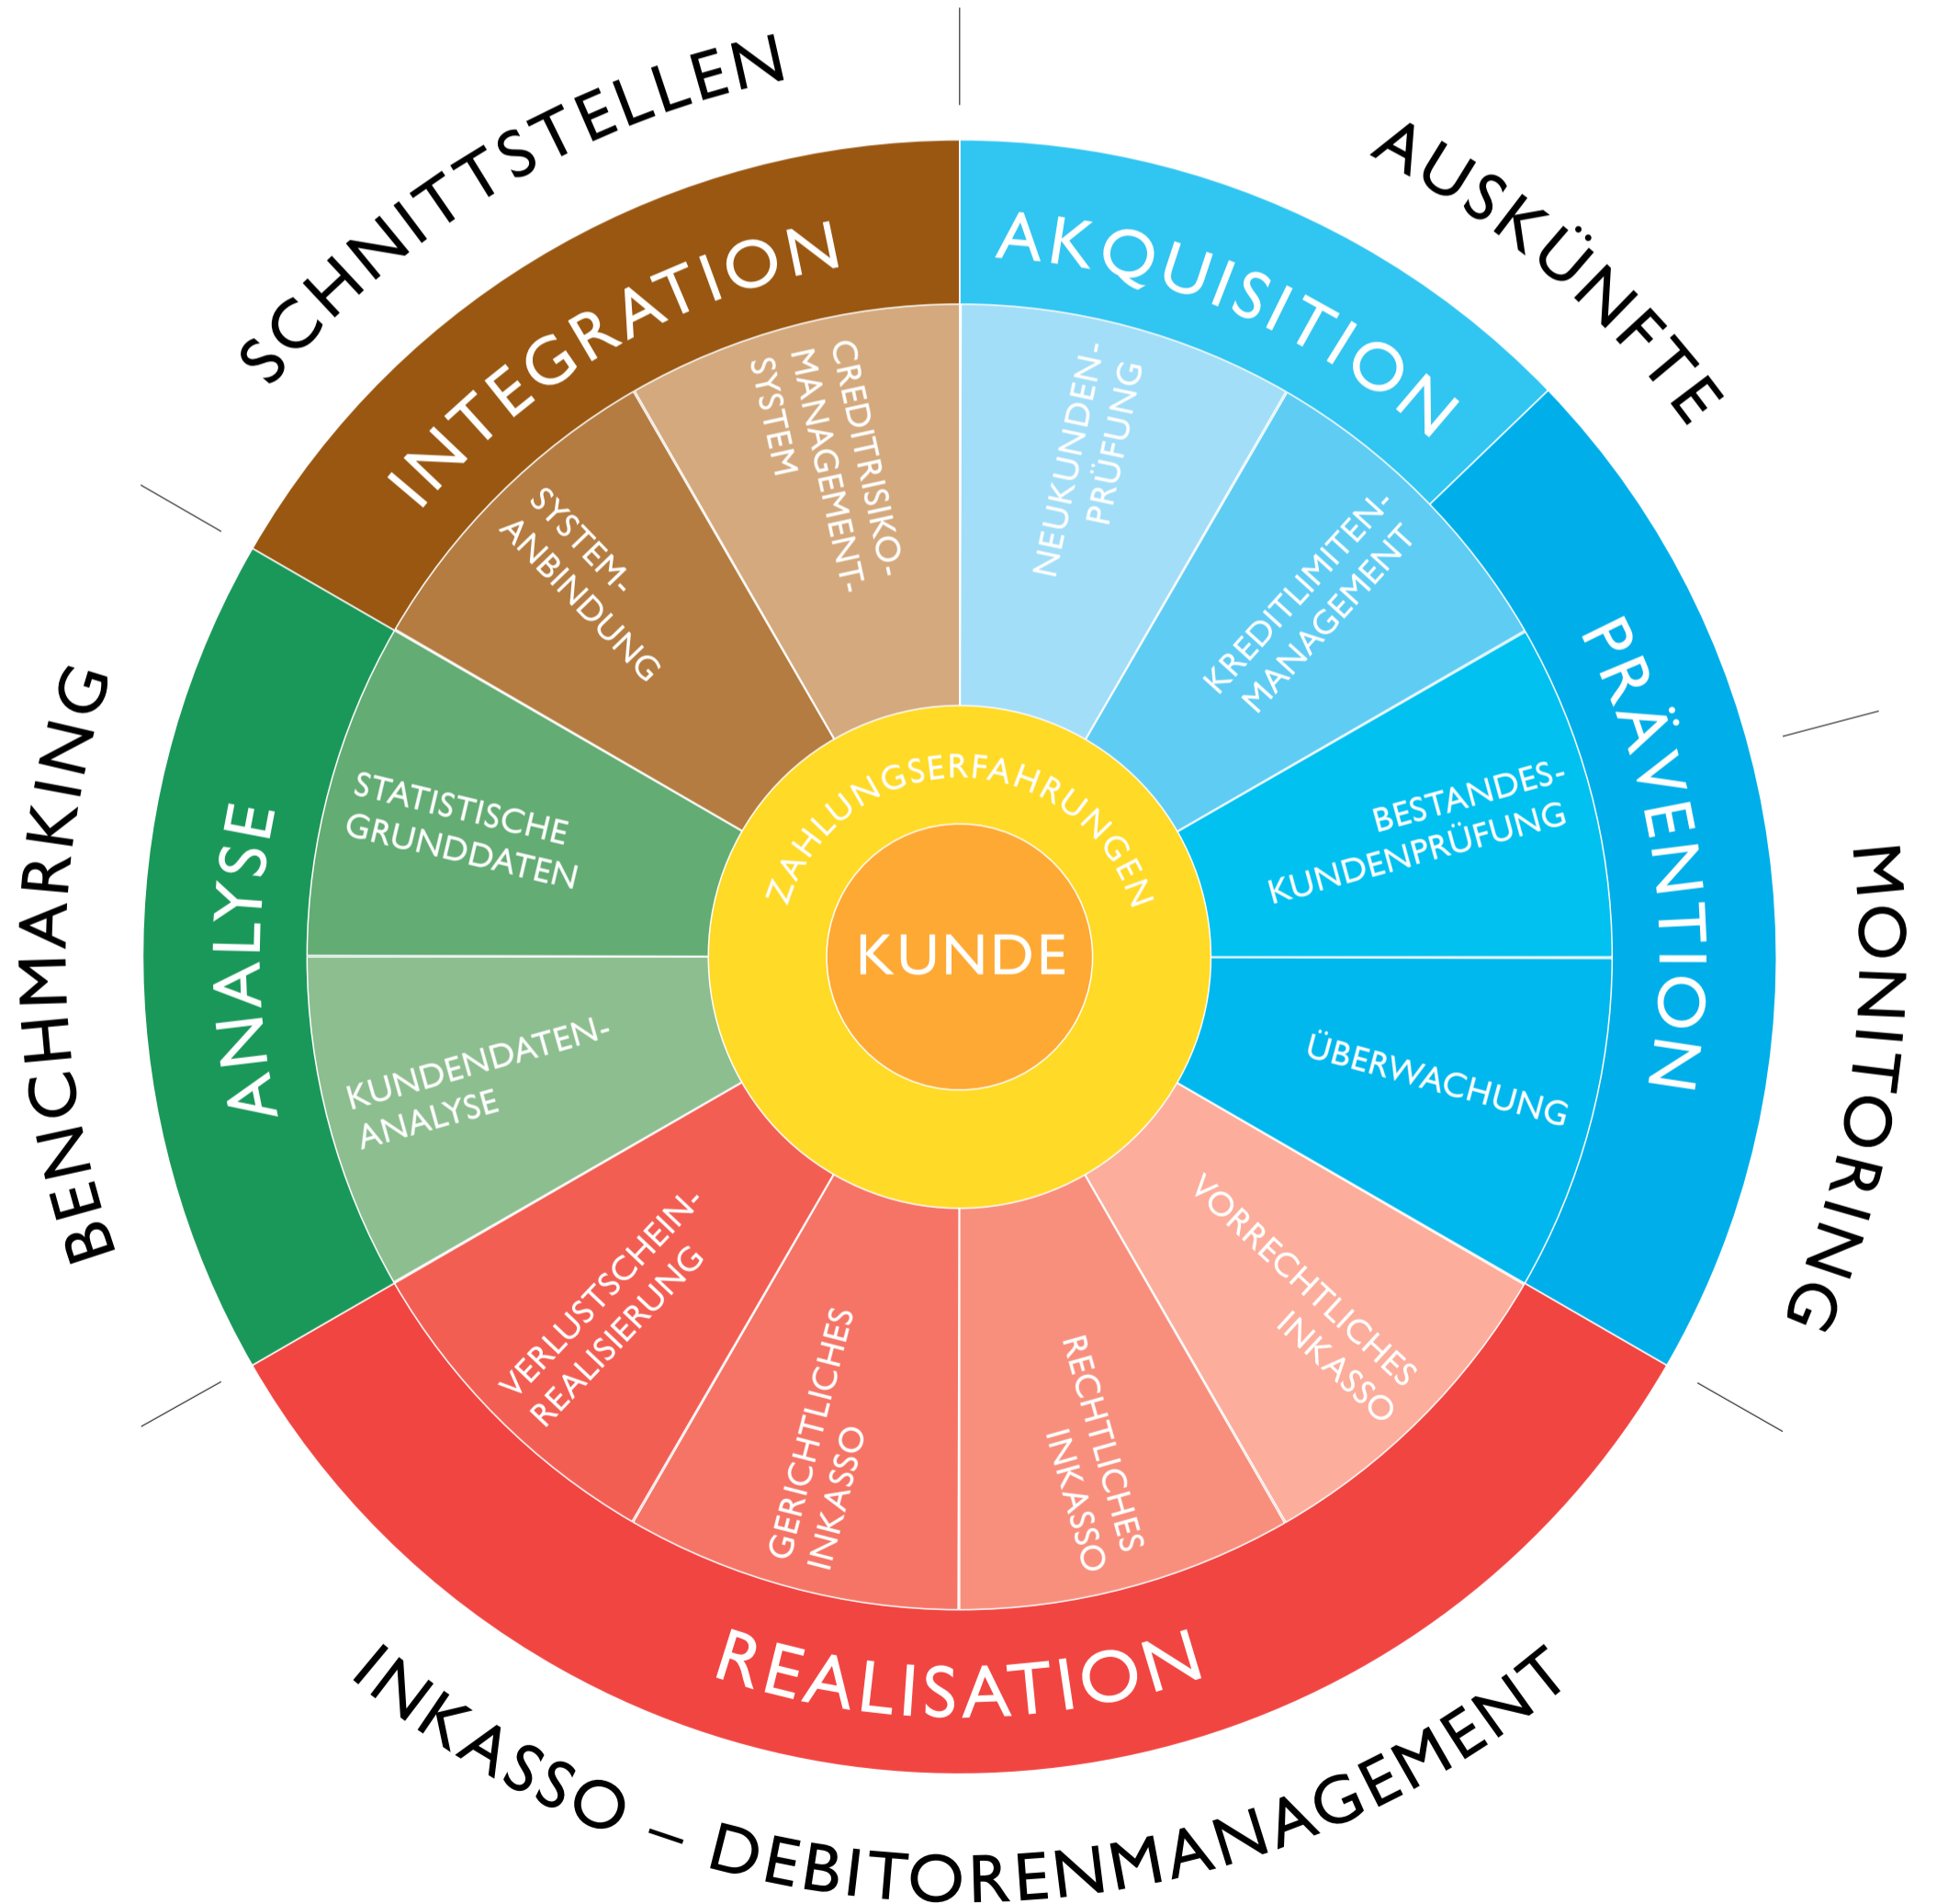 SCHNITTSTELLEN
AUSKÜNFTE
MONITORING
INKASSO – DEBITORENMANAGEMENT
BENCHMARKING
INTEGRATION
AKQUISITION
PRÄVENTION
REALISATION
ANALYSE
NEUKUNDEN-
PRÜFUNG
KREDITLIMITEN-
MANAGEMENT
BESTANDES-
KUNDENPRÜFUNG
ÜBERWACHUNG
VORRECHTLICHES
INKASSO
RECHTLICHES
INKASSO
GERICHTLICHES
INKASSO
VERLUSTSCHEIN-
REALISIERUNG
KUNDENDATEN-
ANALYSE
STATISTISCHE
GRUNDDATEN
SYSTEM-
ANBINDUNG
CREDITRISIKO-
MANAGEMENT-
SYSTEM
ZAHLUNGSERFAHRUNGEN
KUNDE